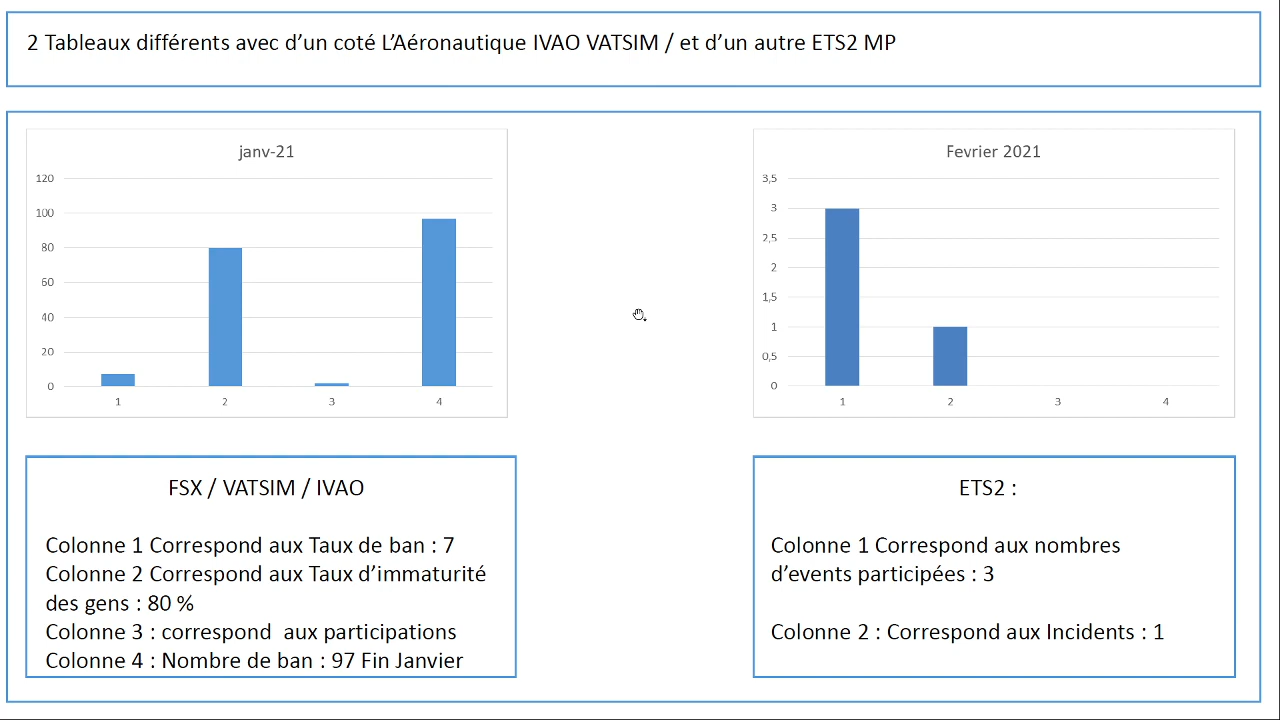 2 Tableaux différents avec d’un coté L’Aéronautique IVAO VATSIM / et d’un autre ETS2 MP
janv-21
120
100
80
60
40
20
0
1 2 3 4
Fevrier 2021
3,5
3
2,5
2
1,5
1
0,5
0
1 2 3 4
FSX / VATSIM / IVAO
Colonne 1 Correspond aux Taux de ban : 7
Colonne 2 Correspond aux Taux d’immaturité
des gens : 80 %
Colonne 3 : correspond  aux participations
Colonne 4 : Nombre de ban : 97 Fin Janvier
ETS2 :
Colonne 1 Correspond aux nombres
d’events participées : 3
Colonne 2 : Correspond aux Incidents : 1